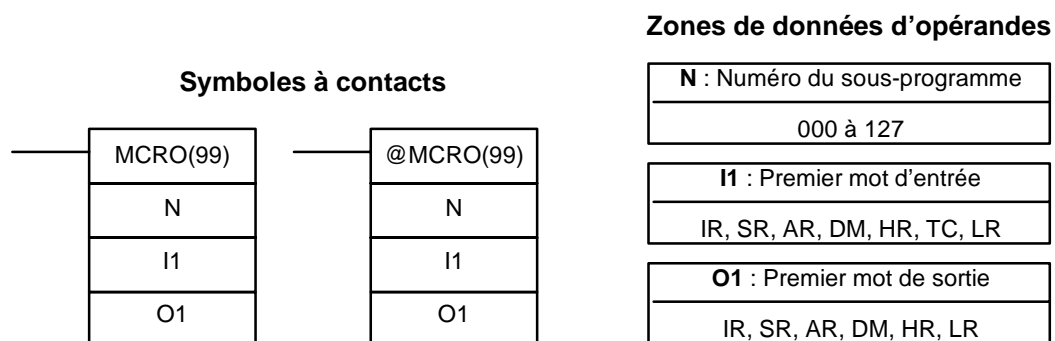 Zones de données d'opérandes
Symboles à contacts
N : Numéro du sous-programme
000 à 127
MCRO(99)
N
I1
O1
@MCRO(99)
N
I1
O1
I1 : Premier mot d'entrée
IR, SR, AR, DM, HR, TC, LR
O1 : Premier mot de sortie
IR, SR, AR, DM, HR, LR